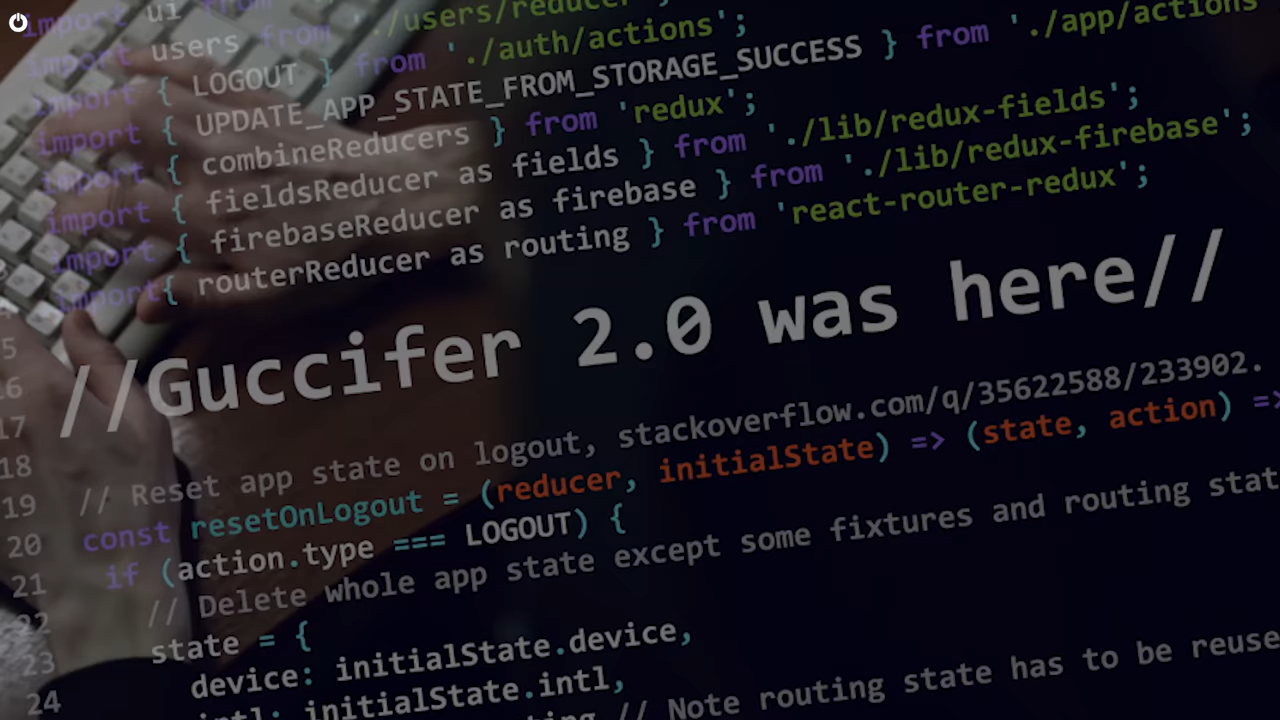 import ui from './users/reducer';
import users from './auth/actions';
import { LOGOUT } from './app/actions
import { UPDATE_APP_STATE_FROM_STORAGE_SUCCESS } from
import { combineReducers } from 'redux';
import { fieldsReducer as fields } from './lib/redux-fields';
import { firebaseReducer as firebase } from './lib/redux-firebase';
import { routerReducer as routing } from 'react-router-redux';
15
16 //Guccifer 2.0 was here//
17
18 // Reset app state on logout, stackoverflow.com/q/35622588/233902.
19 const resetOnLogout = (reducer, initialState) => (state, action) =>
20 if (action.type === LOGOUT) {
21 // Delete whole app state except some fixtures and routing stat
22 state = {
23 device: initialState.device,
24 intl: initialState.intl,
// Note routing state has to be reuse